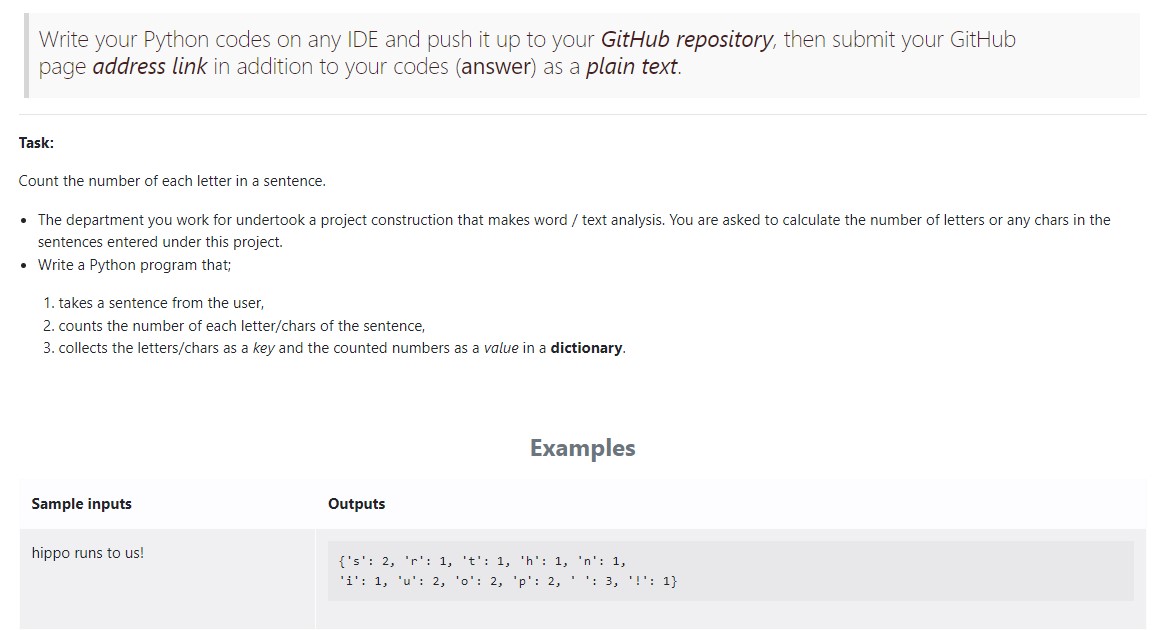 Write your Python codes on any IDE and push it up to your GitHub repository, then submit your GitHub
page address link in addition to your codes (answer) as a plain text.
Task:
Count the number of each letter in a sentence.
• The department you work for undertook a project construction that makes word / text analysis. You are asked to calculate the number of letters or any chars in the
sentences entered under this project.
• Write a Python program that;
1. takes a sentence from the user,
2. counts the number of each letter/chars of the sentence,
3. collects the letters/chars as a key and the counted numbers as a value in a dictionary.
Examples
Sample inputs Outputs
hippo runs to us!
{'s': 2, 'r': 1, 't': 1, 'h': 1, 'n': 1,
'i': 1, 'u': 2, 'o': 2, 'p': 2, ' ': 3, '!': 1}